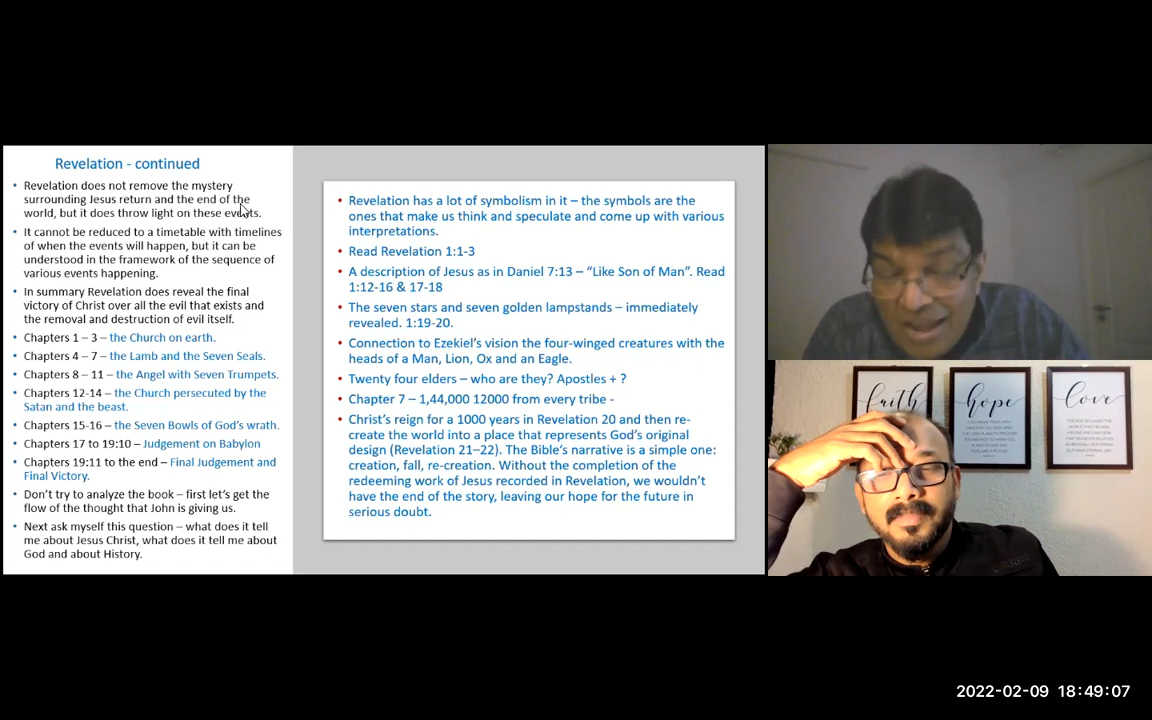 Revelation - continued
• Revelation does not remove the mystery
surrounding Jesus return and the end of the
world, but it does throw light on these events.
• It cannot be reduced to a timetable with timelines
of when the events will happen, but it can be
understood in the framework of the sequence of
various events happening.
• In summary Revelation does reveal the final
victory of Christ over all the evil that exists and
the removal and destruction of evil itself.
• Chapters 1 – 3 – the Church on earth.
• Chapters 4 – 7 – the Lamb and the Seven Seals.
• Chapters 8 – 11 – the Angel with Seven Trumpets.
• Chapters 12-14 – the Church persecuted by the
Satan and the beast.
• Chapters 15-16 – the Seven Bowls of God’s wrath.
• Chapters 17 to 19:10 – Judgement on Babylon
• Chapters 19:11 to the end – Final Judgement and
Final Victory.
• Don’t try to analyze the book – first let’s get the
flow of the thought that John is giving us.
• Next ask myself this question – what does it tell
me about Jesus Christ, what does it tell me about
God and about History.
• Revelation has a lot of symbolism in it – the symbols are the
ones that make us think and speculate and come up with various
interpretations.
• Read Revelation 1:1-3
• A description of Jesus as in Daniel 7:13 – “Like Son of Man”. Read
1:12-16 & 17-18
• The seven stars and seven golden lampstands – immediately
revealed. 1:19-20.
• Connection to Ezekiel’s vision the four-winged creatures with the
heads of a Man, Lion, Ox and an Eagle.
• Twenty four elders – who are they? Apostles + ?
• Chapter 7 – 1,44,000 12000 from every tribe -
• Christ’s reign for a 1000 years in Revelation 20 and then re-
create the world into a place that represents God’s original
design (Revelation 21–22). The Bible’s narrative is a simple one:
creation, fall, re-creation. Without the completion of the
redeeming work of Jesus recorded in Revelation, we wouldn’t
have the end of the story, leaving our hope for the future in
serious doubt.
faith
hope
love
2022-02-09 18:49:07